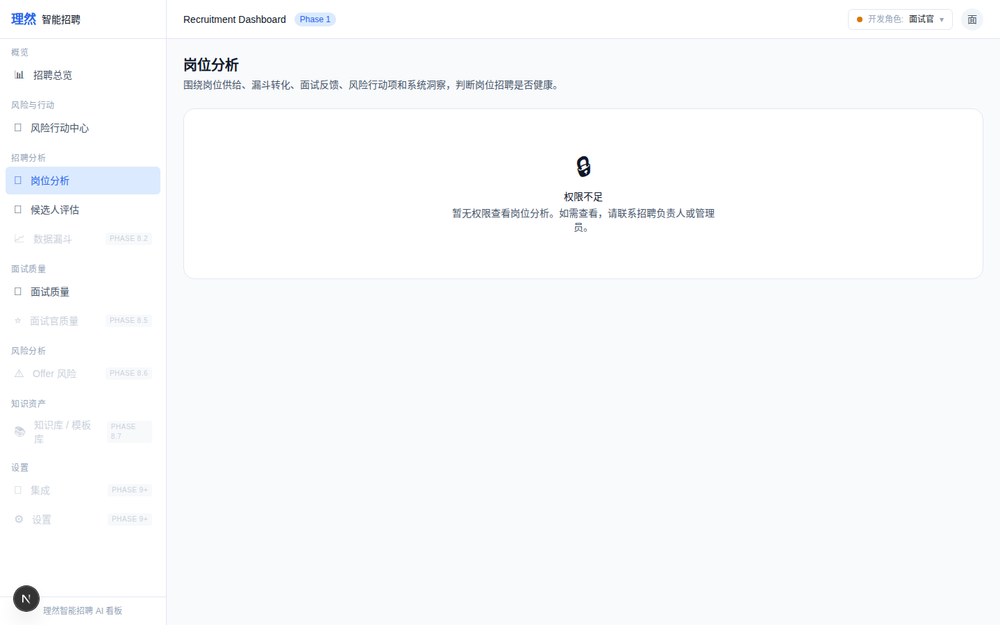 理然 智能招聘
Recruitment Dashboard Phase 1
开发角色: 面试官
面
概览
招聘总览
风险与行动
风险行动中心
招聘分析
岗位分析
候选人评估
数据漏斗 PHASE 8.2
面试质量
面试质量
面试官质量 PHASE 8.5
风险分析
Offer 风险 PHASE 8.6
知识资产
知识库 / 模板
库
PHASE
8.7
设置
集成 PHASE 9+
设置 PHASE 9+
理然智能招聘 AI 看板
岗位分析
围绕岗位供给、漏斗转化、面试反馈、风险行动项和系统洞察，判断岗位招聘是否健康。
权限不足
暂无权限查看岗位分析。如需查看，请联系招聘负责人或管理
员。